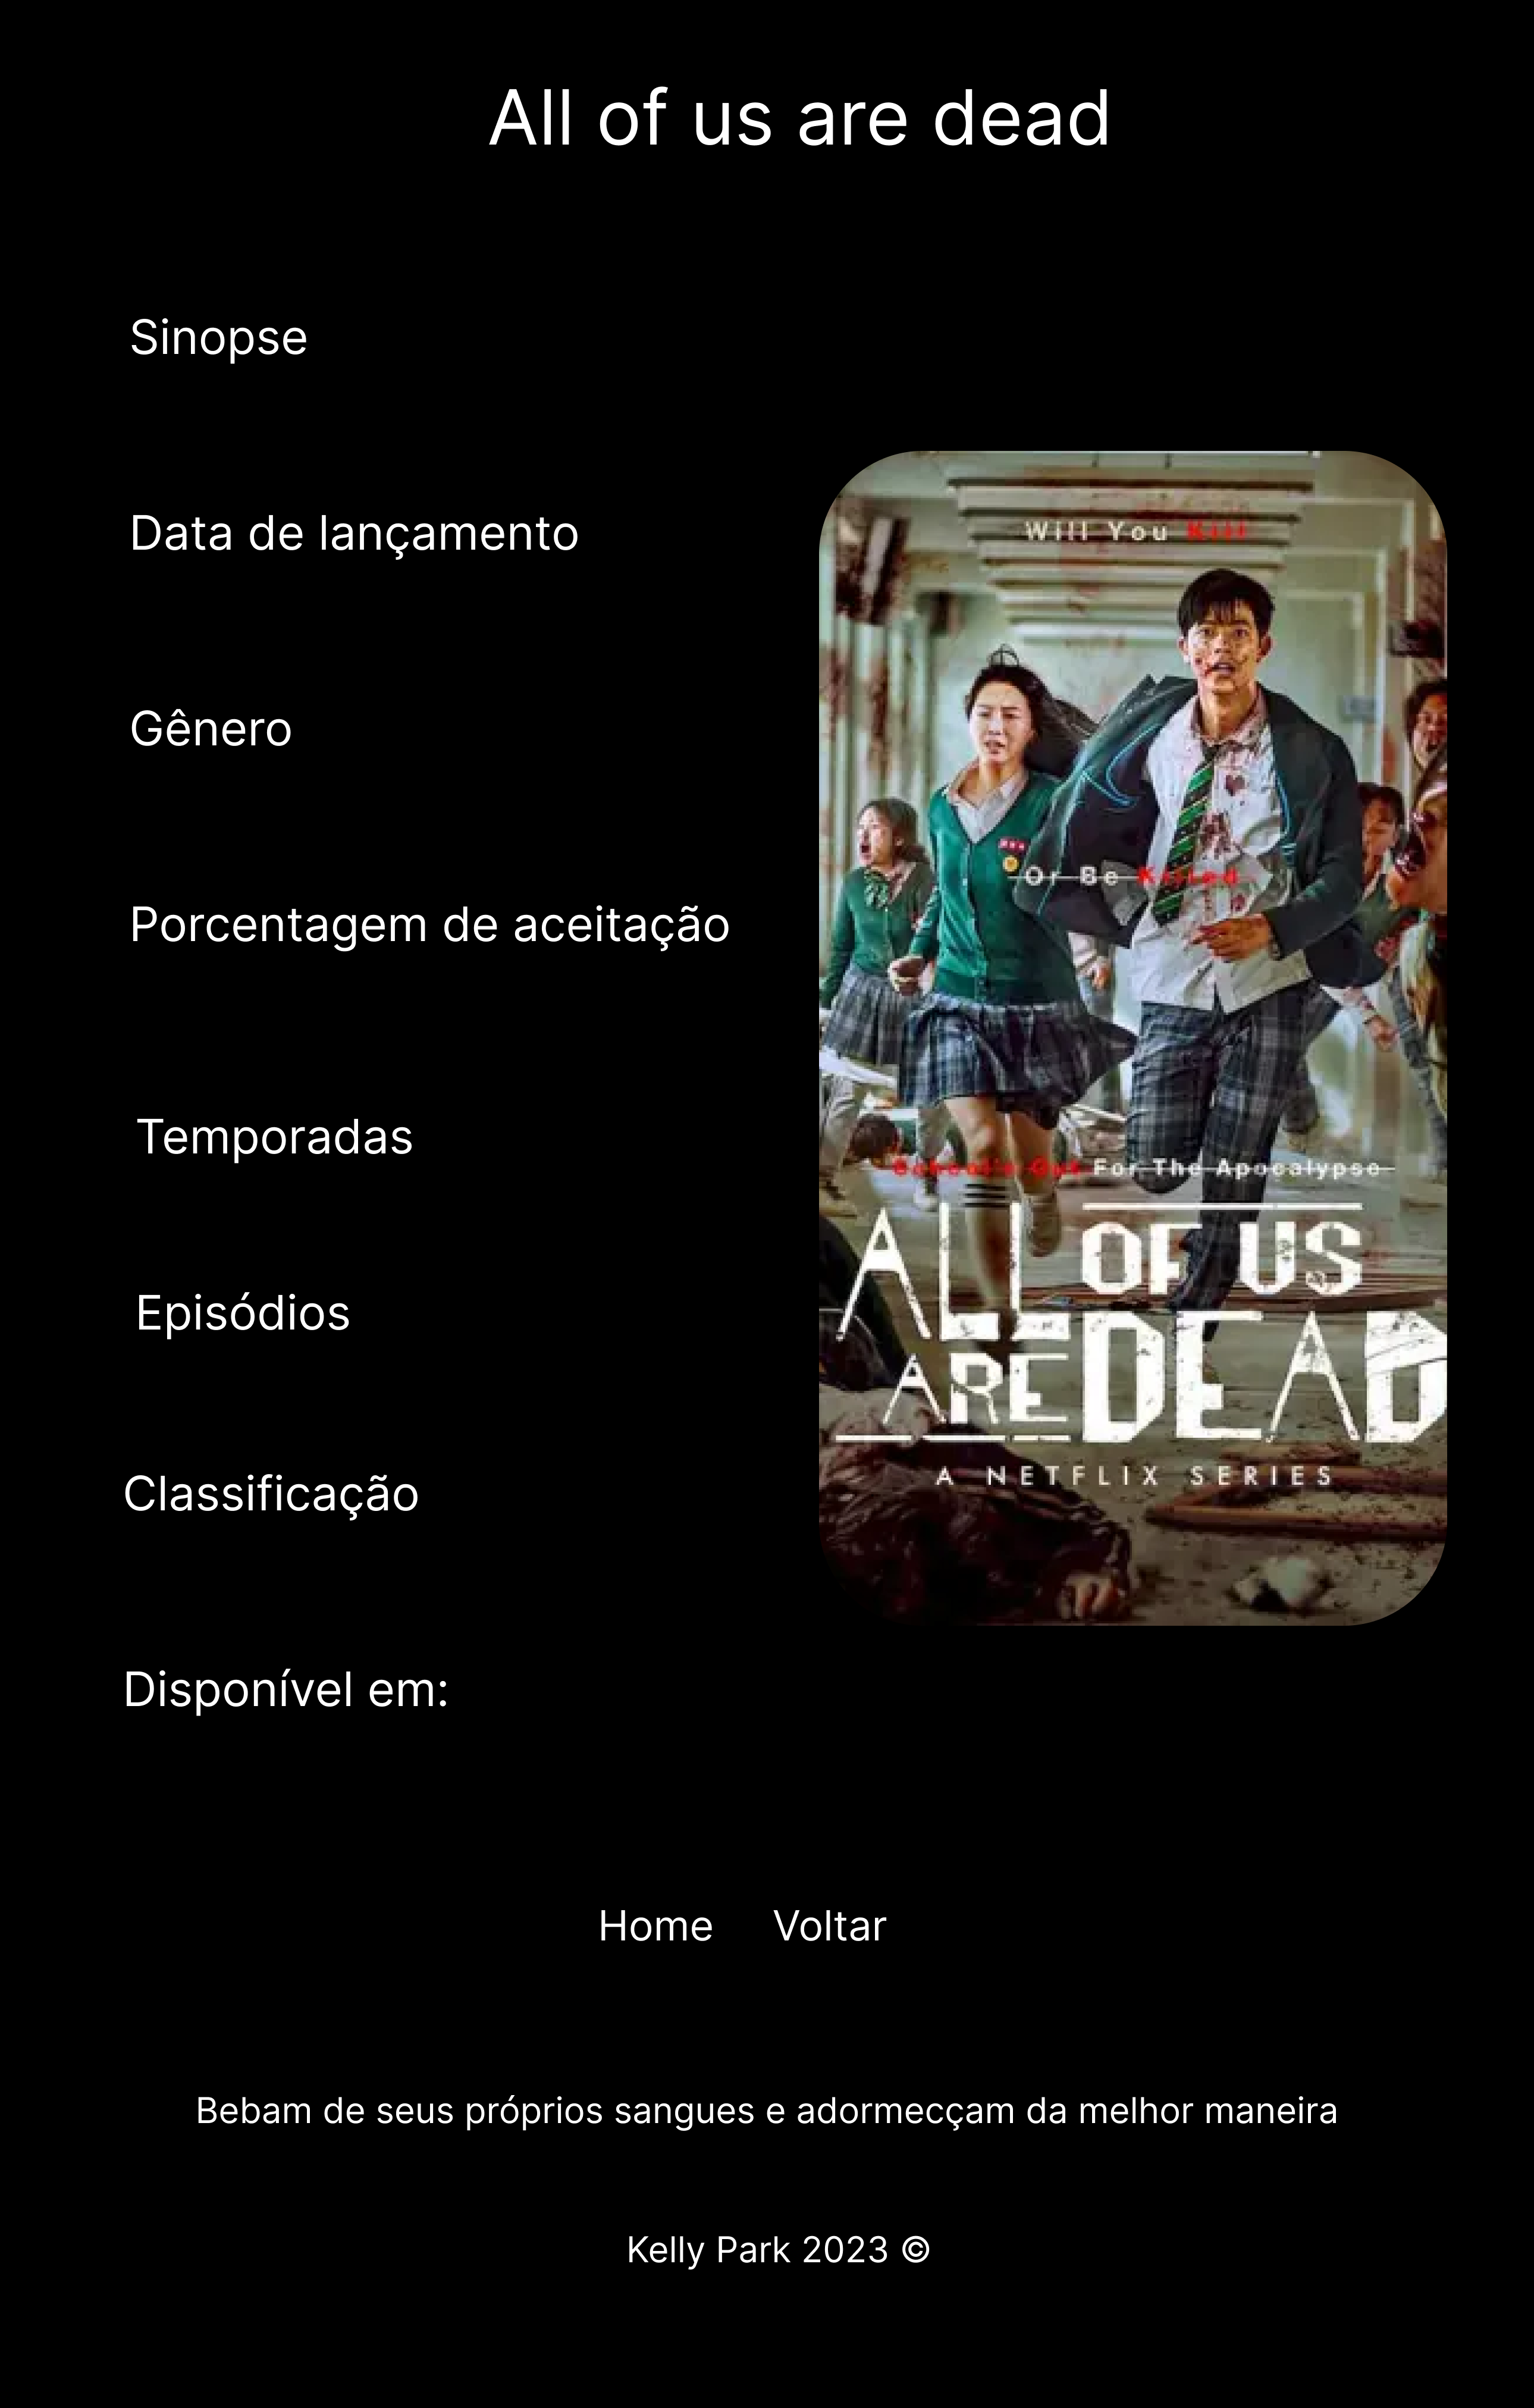 All of us are dead
Sinopse
Data de lançamento
Will You Kill
Gênero
Or Be Killed
Porcentagem de aceitação
Temporadas
School's Out For The Apocalypse
ALL OF US
ARE DEAD
Episódios
A NETFLIX SERIES
Classificação
Disponível em:
Home Voltar
Bebam de seus próprios sangues e adormecçam da melhor maneira
Kelly Park 2023 ©